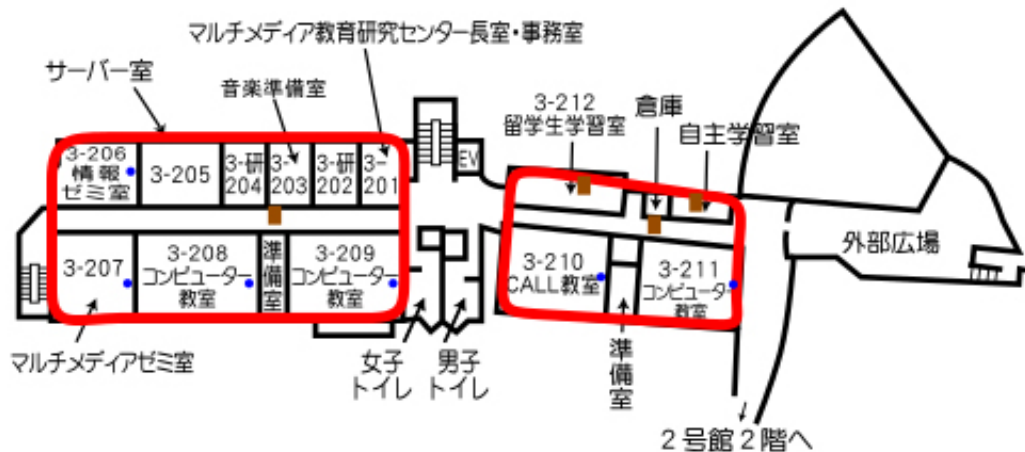 マルチメディア教育研究センター長室・事務室
サーバー室
音楽準備室
3-212
留学生学習室
倉庫
自主学習室
3-206
情報
ゼミ室
3-205
3-研
204
3-
203
3-研
202
3-
201
EV
外部広場
3-207
3-208
コンピューター
教室
準備室
3-209
コンピューター
教室
3-210
CALL教室
3-211
コンピューター
教室
マルチメディアゼミ室
女子
トイレ
男子
トイレ
準備室
2号館2階へ